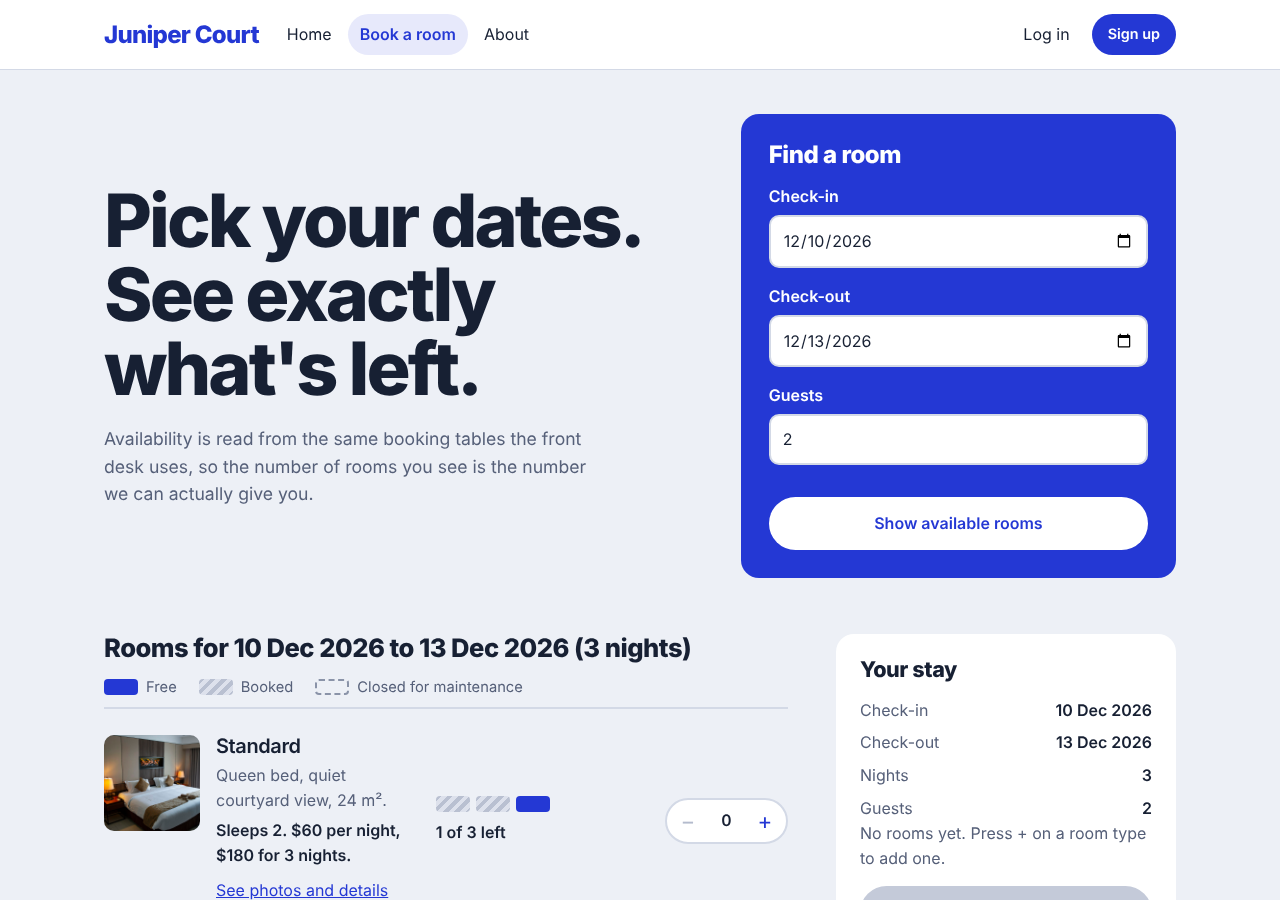 Juniper Court
Home
Book a room
About
Log in
Sign up
Pick your dates.
See exactly
what's left.
Availability is read from the same booking tables the front
desk uses, so the number of rooms you see is the number
we can actually give you.
Find a room
Check-in
12/10/2026
Check-out
12/13/2026
Guests
2
Show available rooms
Rooms for 10 Dec 2026 to 13 Dec 2026 (3 nights)
Free
Booked
Closed for maintenance
Standard
Queen bed, quiet
courtyard view, 24 m².
Sleeps 2. $60 per night,
$180 for 3 nights.
See photos and details
1 of 3 left
− 0 +
Your stay
Check-in 10 Dec 2026
Check-out 13 Dec 2026
Nights 3
Guests 2
No rooms yet. Press + on a room type
to add one.